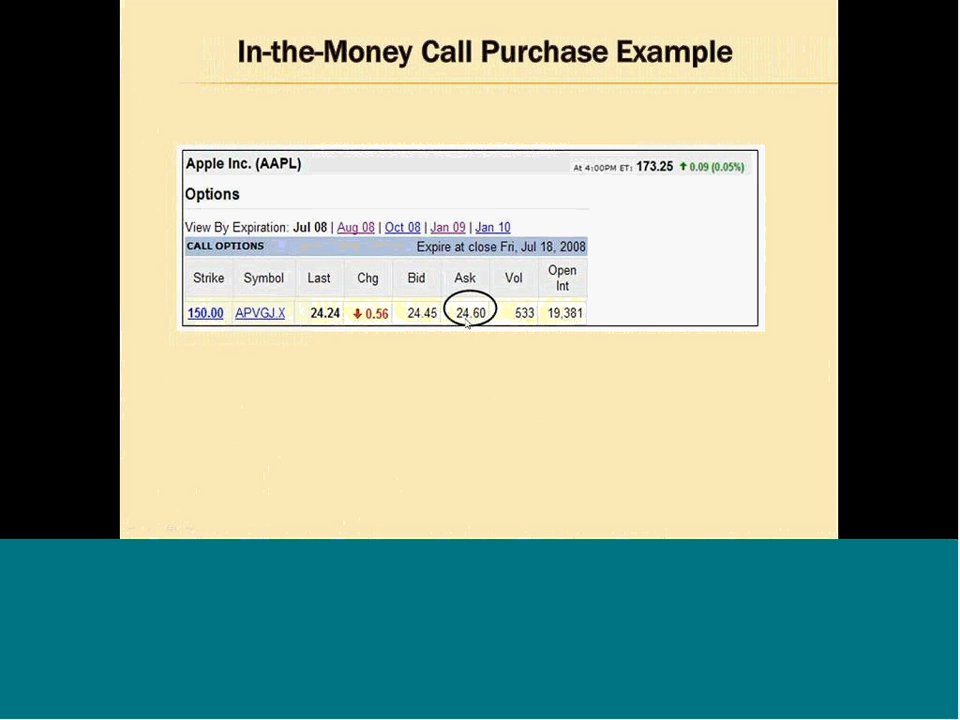 In-the-Money Call Purchase Example
Apple Inc. (AAPL) At 4:00PM ET: 173.25 ↑ 0.09 (0.05%)
Options
View By Expiration: Jul 08 | Aug 08 | Oct 08 | Jan 09 | Jan 10
CALL OPTIONS Expire at close Fri, Jul 18, 2008
Strike Symbol Last Chg Bid Ask Vol Open Int
150.00 APVGJ.X 24.24 ↓ 0.56 24.45 24.60 533 19,381